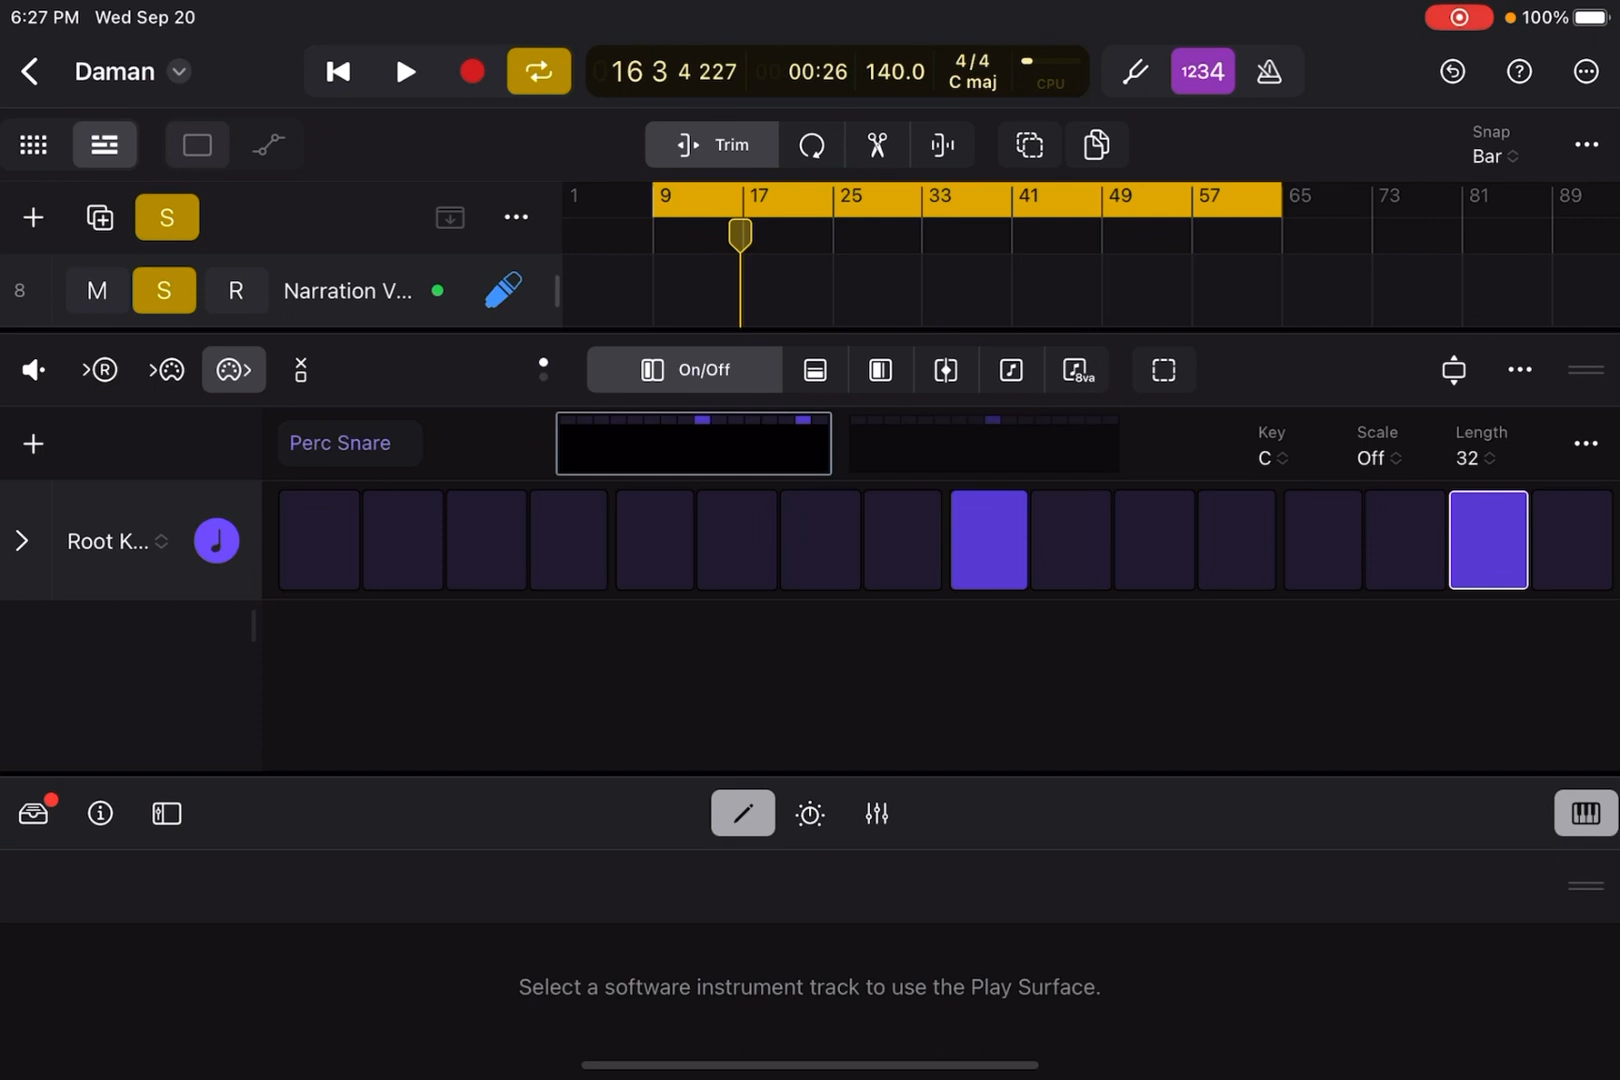 6:27 PM Wed Sep 20 100%
Daman 16 3 4 227 00:26 140.0 4/4 C maj CPU 1234
Trim Snap Bar
1 9 17 25 33 41 49 57 65 73 81 89
S
8 M S R Narration V...
R On/Off 8va
Perc Snare Key C Scale Off Length 32
Root K...
Select a software instrument track to use the Play Surface.